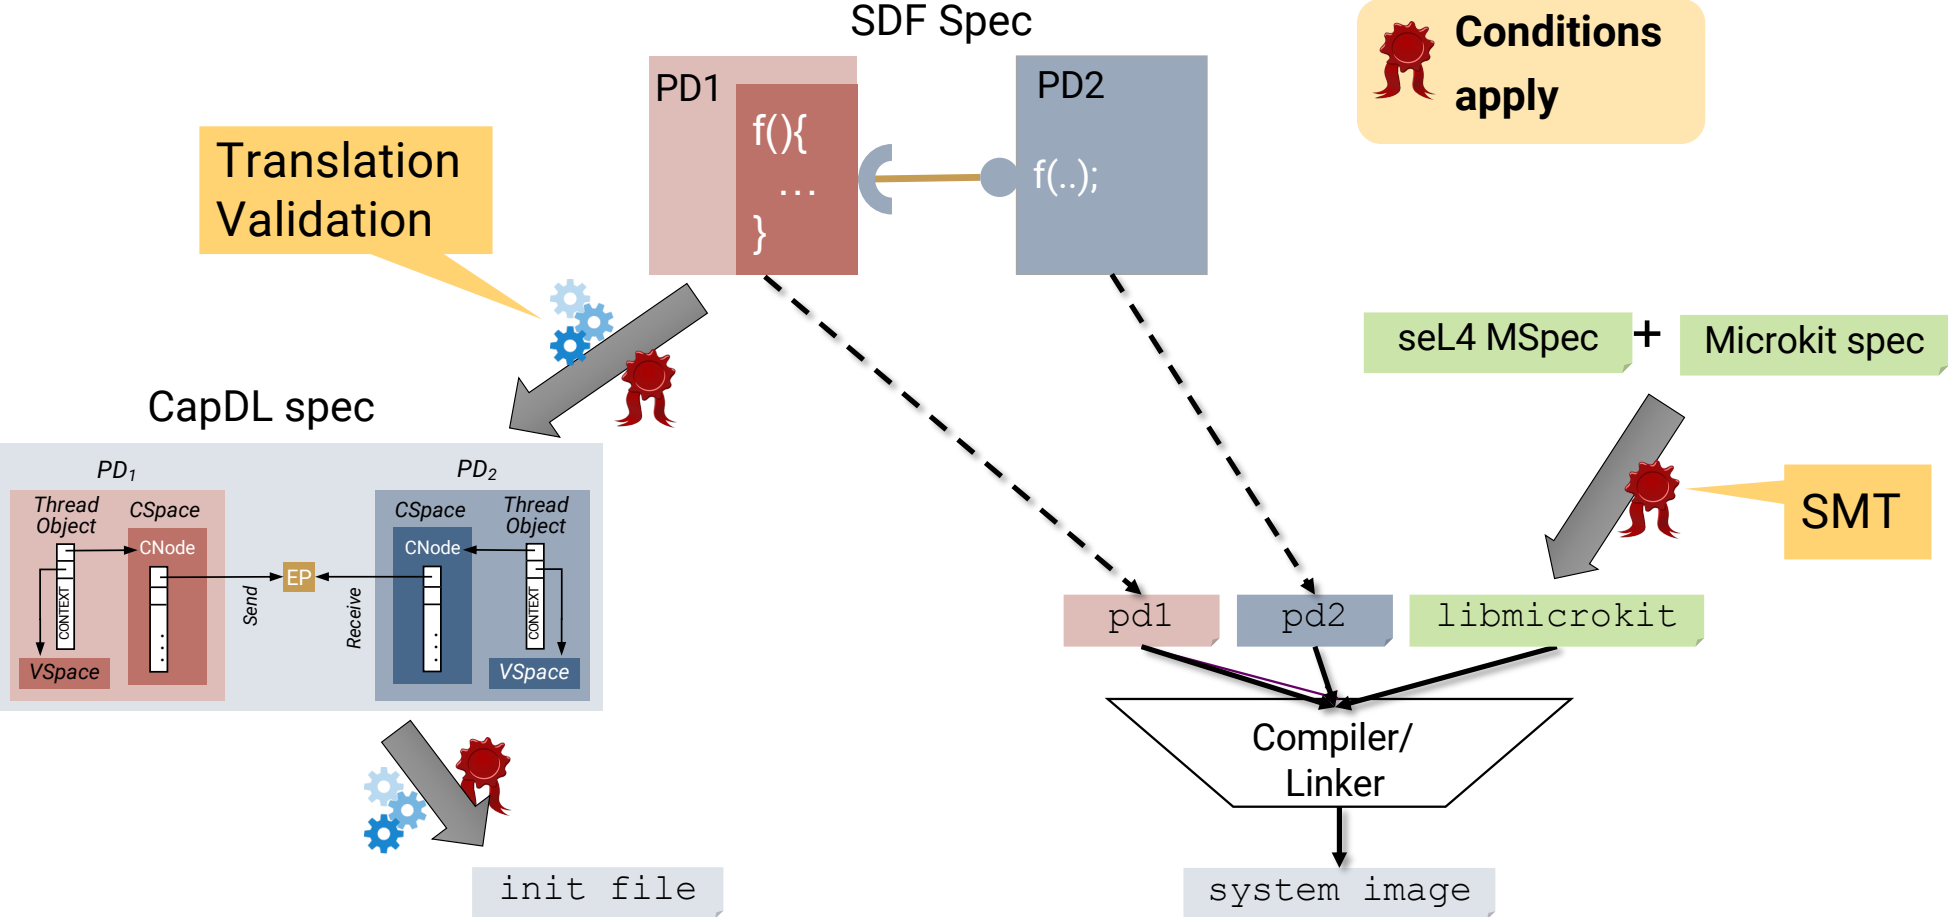 SDF Spec
Conditions
apply
PD1
f(){
...
}
PD2
f(..);
Translation
Validation
seL4 MSpec
+
Microkit spec
CapDL spec
SMT
PD1
Thread
Object
CSpace
CNode
CONTEXT
VSpace
Send
EP
Receive
PD2
CSpace
Thread
Object
CNode
CONTEXT
VSpace
pd1
pd2
libmicrokit
Compiler/
Linker
init file
system image